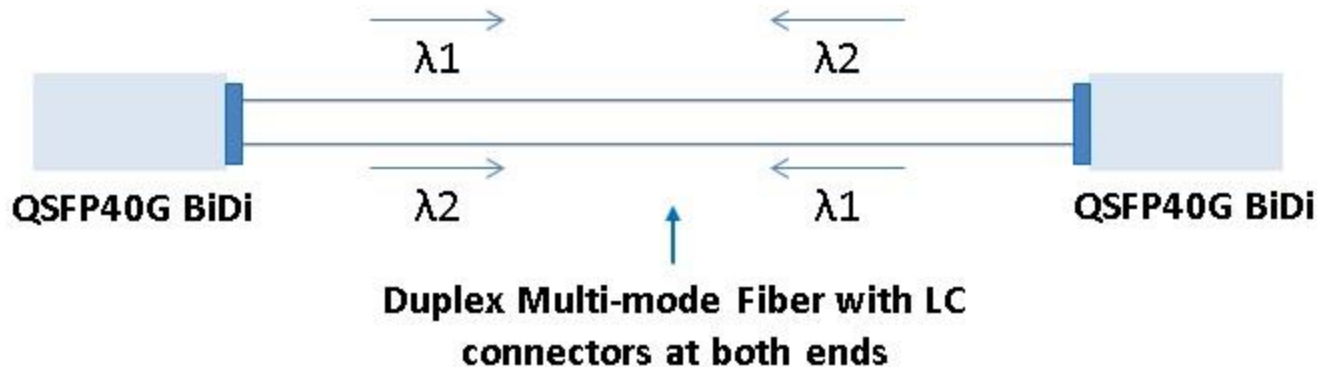 λ1
λ2
QSFP40G BiDi
λ2
λ1
QSFP40G BiDi
Duplex Multi-mode Fiber with LC
connectors at both ends